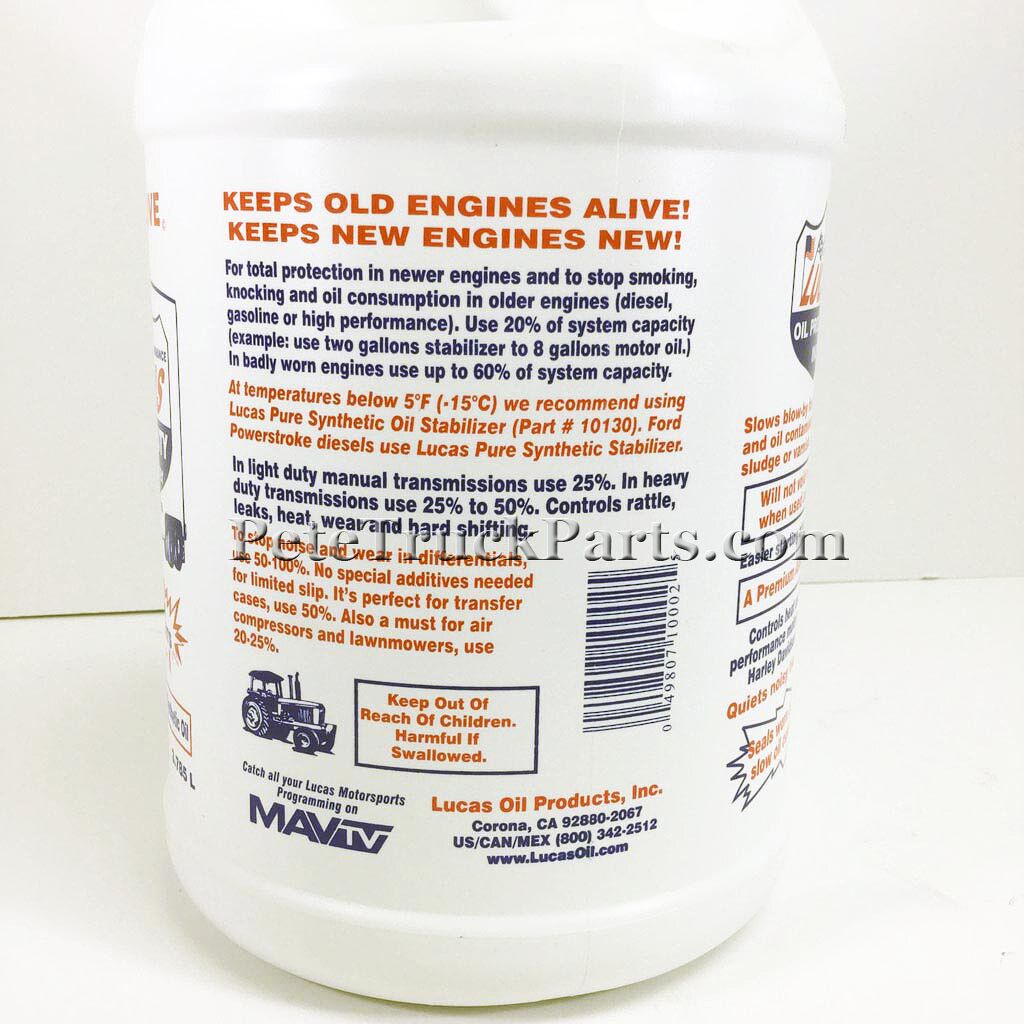 KEEPS OLD ENGINES ALIVE!
KEEPS NEW ENGINES NEW!
For total protection in newer engines and to stop smoking,
knocking and oil consumption in older engines (diesel,
gasoline or high performance). Use 20% of system capacity
(example: use two gallons stabilizer to 8 gallons motor oil.)
In badly worn engines use up to 60% of system capacity.
At temperatures below 5°F (-15°C) we recommend using
Lucas Pure Synthetic Oil Stabilizer (Part # 10130). Ford
Powerstroke diesels use Lucas Pure Synthetic Stabilizer.
In light duty manual transmissions use 25%. In heavy
duty transmissions use 25% to 50%. Controls rattle,
leaks, heat, wear and hard shifting.
PeteTruckParts.com
To stop noise and wear in differentials,
use 50-100%. No special additives needed
for limited slip. It's perfect for transfer
cases, use 50%. Also a must for air
compressors and lawnmowers, use
20-25%.
Keep Out Of
Reach Of Children.
Harmful If
Swallowed.
Catch all your Lucas Motorsports
Programming on
MAVTV
Lucas Oil Products, Inc.
Corona, CA 92880-2067
US/CAN/MEX (800) 342-2512
www.LucasOil.com
0 49807 10002
Oil
3.785 L
OIL
Slows blow-by
and oil
sludge or
Will not
when used
Easier
A Premium
Controls
performance
Harley
Quiets noisy
Seals
slow oil